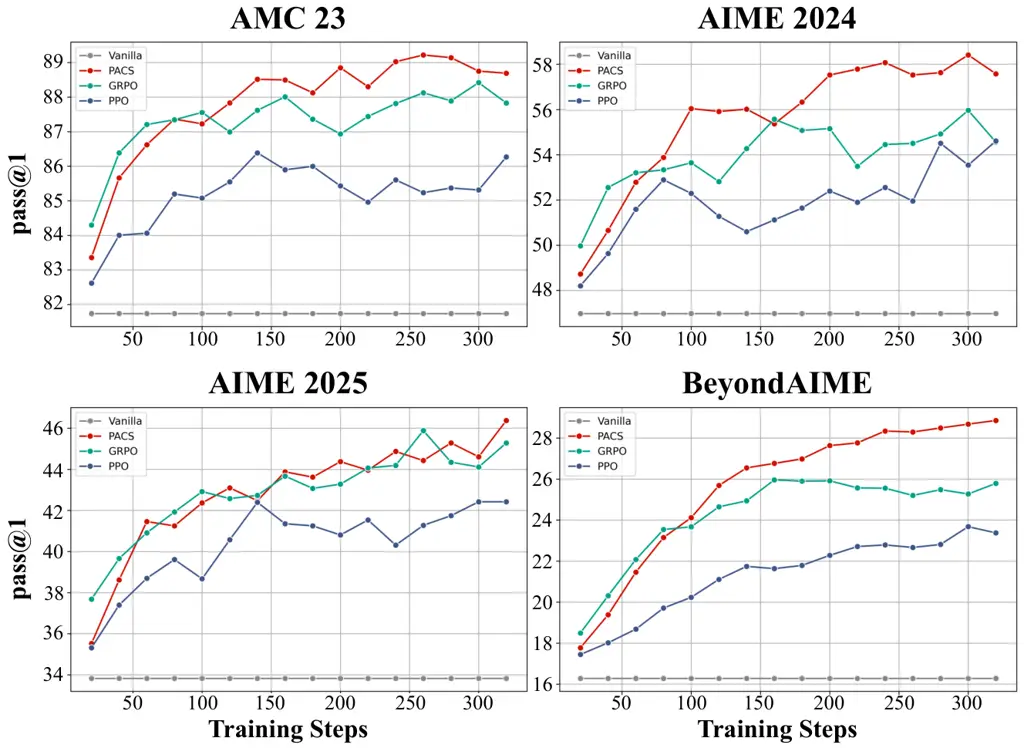 AMC 23
AIME 2024
pass@1
89
88
87
86
85
84
83
82
Vanilla
PACS
GRPO
PPO
50 100 150 200 250 300
58
56
54
52
50
48
Vanilla
PACS
GRPO
PPO
50 100 150 200 250 300
AIME 2025
BeyondAIME
pass@1
46
44
42
40
38
36
34
Vanilla
PACS
GRPO
PPO
50 100 150 200 250 300
Training Steps
28
26
24
22
20
18
16
Vanilla
PACS
GRPO
PPO
50 100 150 200 250 300
Training Steps